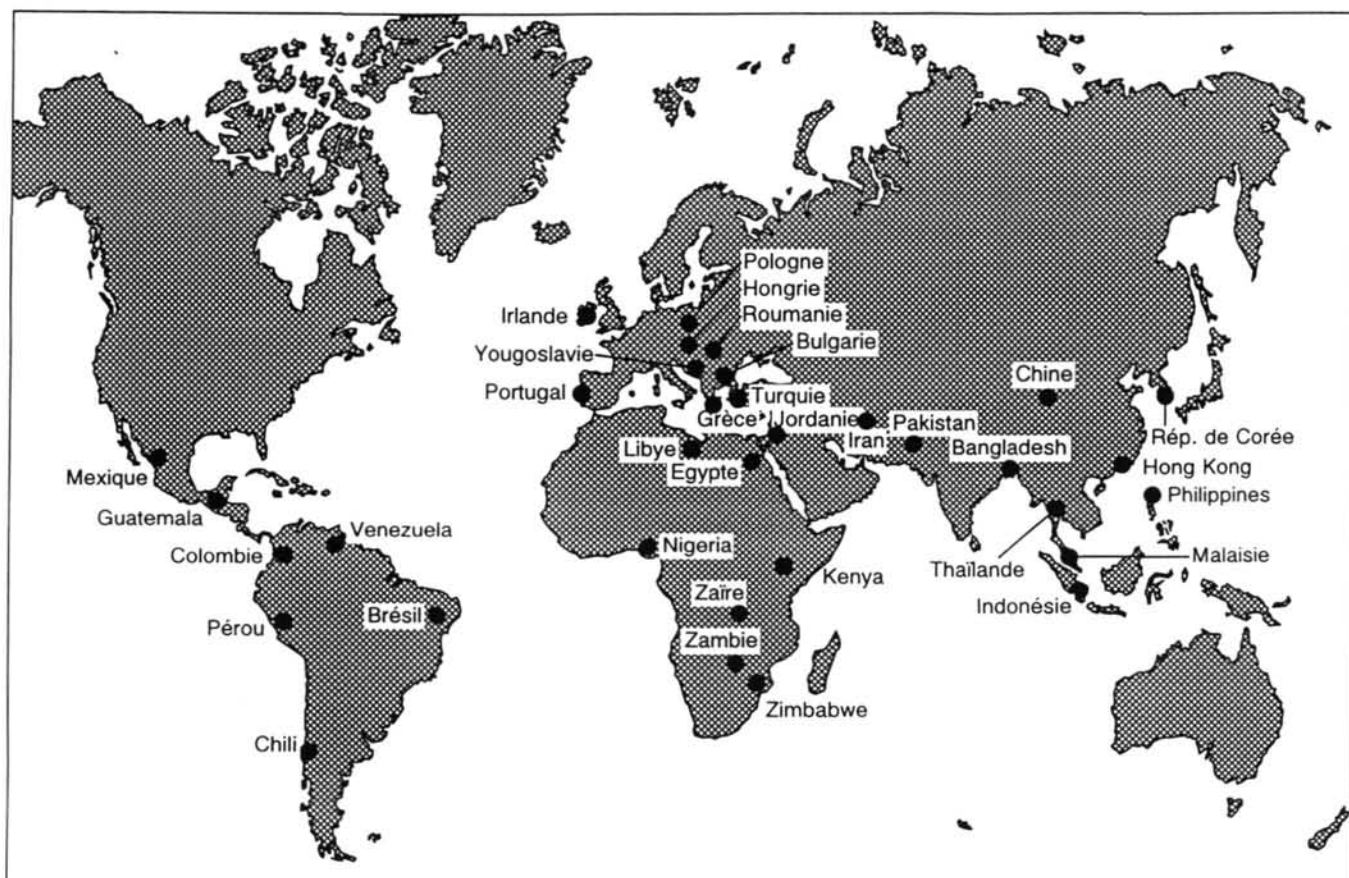 Pologne
Hongrie
Roumanie
Irlande
Bulgarie
Yougoslavie
Portugal
Turquie
Chine
Grèce
Jordanie
Iran
Pakistan
Rép. de Corée
Libye
Bangladesh
Egypte
Hong Kong
Mexique
Philippines
Guatemala
Venezuela
Colombie
Nigeria
Kenya
Thaïlande
Malaisie
Zaïre
Indonésie
Pérou
Brésil
Zambie
Zimbabwe
Chili